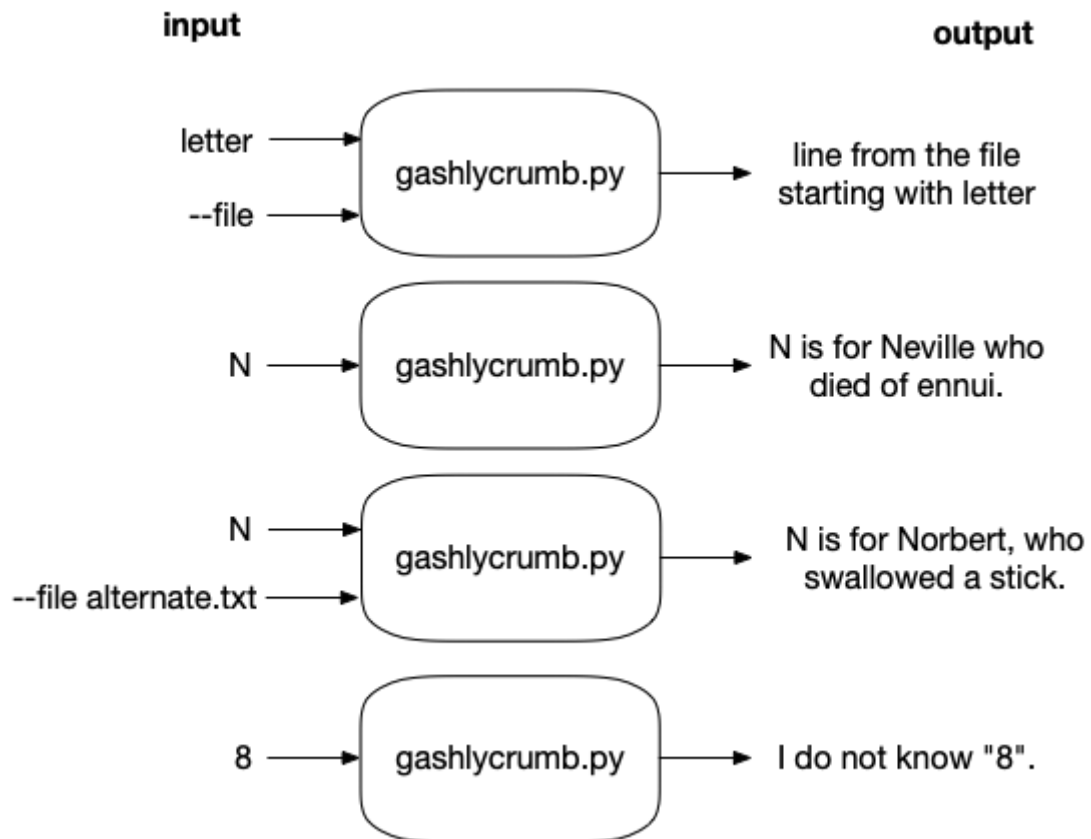 input
output
letter
--file
gashlycrumb.py
line from the file
starting with letter
N
gashlycrumb.py
N is for Neville who
died of ennui.
N
--file alternate.txt
gashlycrumb.py
N is for Norbert, who
swallowed a stick.
8
gashlycrumb.py
I do not know "8".